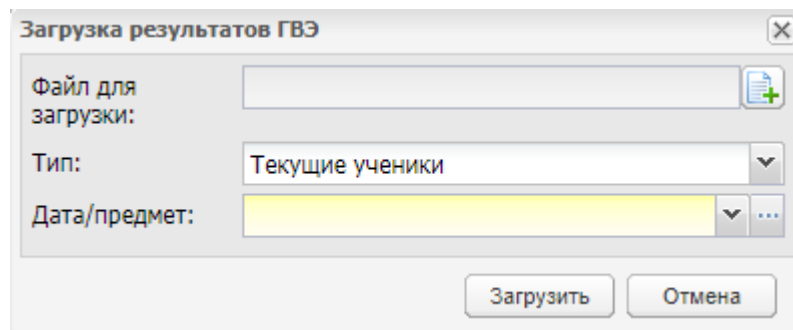 Загрузка результатов ГВЭ
Файл для
загрузки:
Тип:
Текущие ученики
Дата/предмет:
Загрузить
Отмена